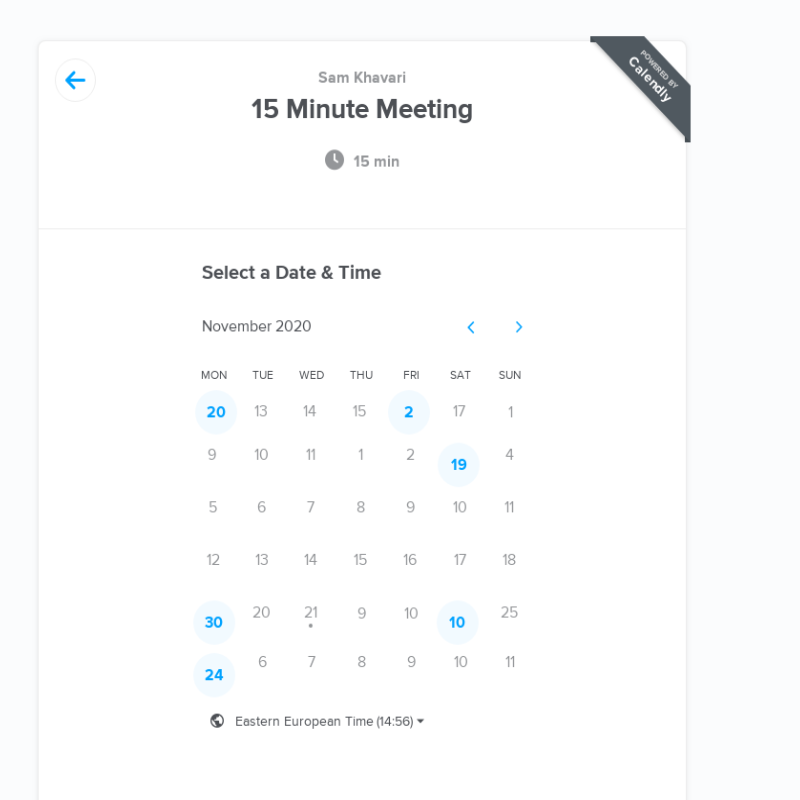 POWERED BY
Calendly
Sam Khavari
15 Minute Meeting
15 min
Select a Date & Time
November 2020
MON TUE WED THU FRI SAT SUN
20 13 14 15 2 17 1
9 10 11 1 2 19 4
5 6 7 8 9 10 11
12 13 14 15 16 17 18
30 20 21 9 10 10 25
24 6 7 8 9 10 11
Eastern European Time (14:56)